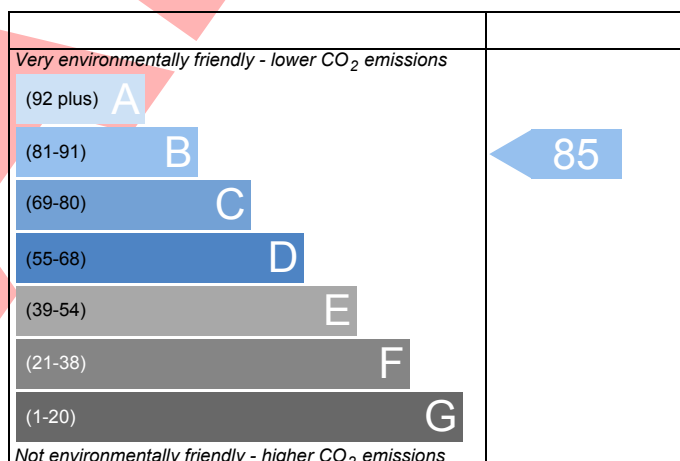 Very environmentally friendly - lower CO2 emissions
(92 plus) A
(81-91) B
85
(69-80) C
(55-68) D
(39-54) E
(21-38) F
(1-20) G
Not environmentally friendly - higher CO2 emissions